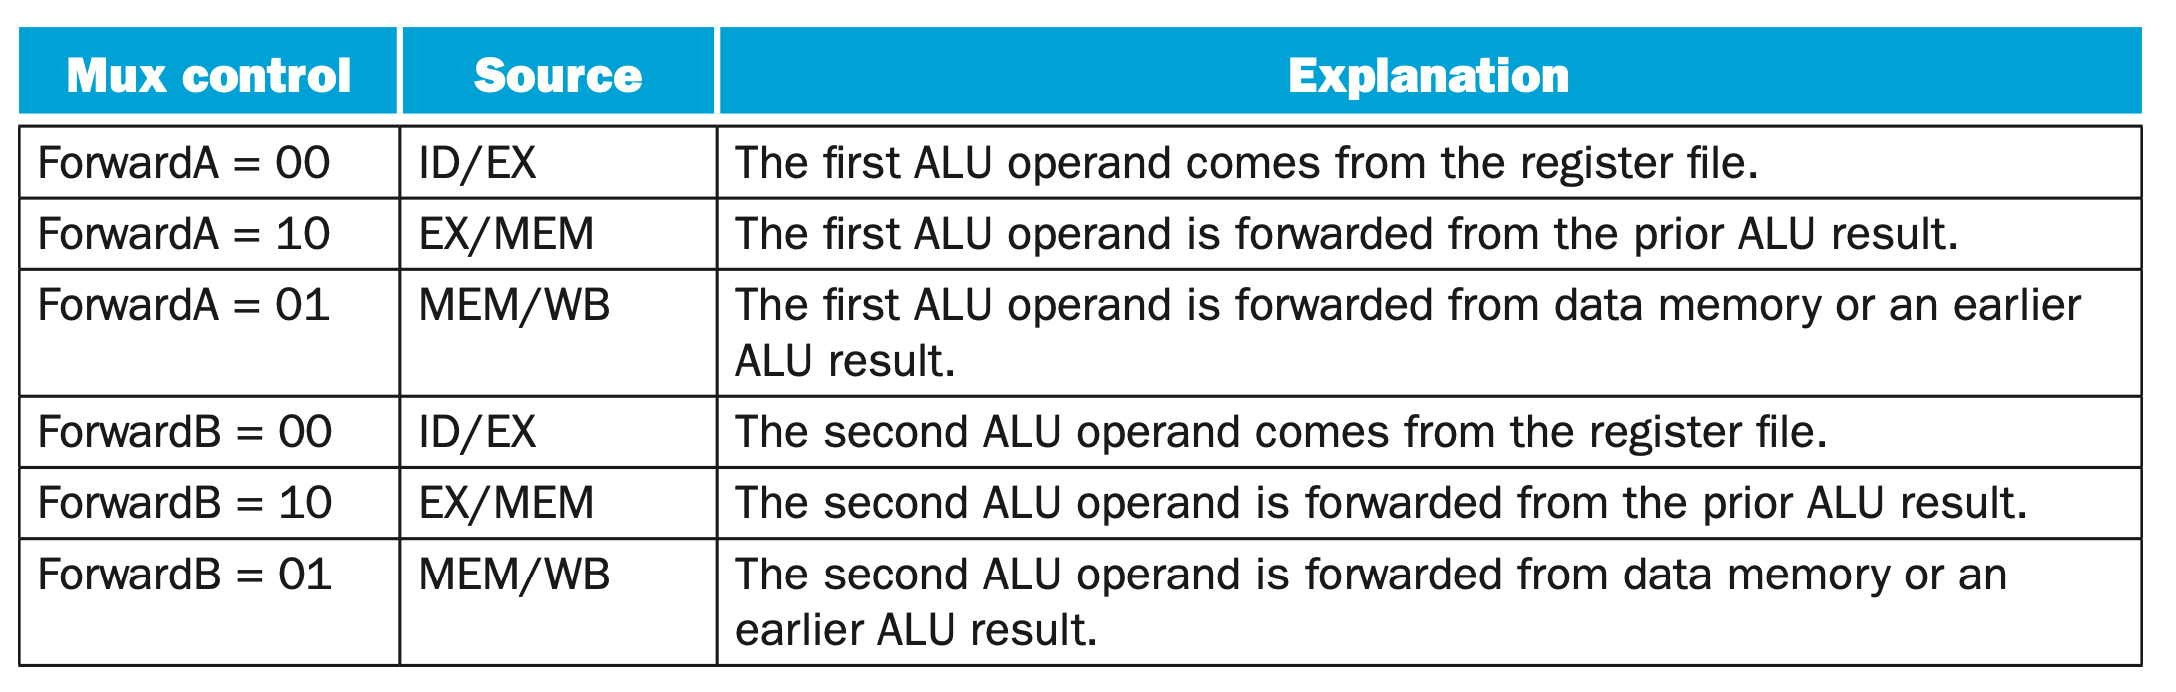 Mux control Source Explanation
ForwardA = 00 ID/EX The first ALU operand comes from the register file.
ForwardA = 10 EX/MEM The first ALU operand is forwarded from the prior ALU result.
ForwardA = 01 MEM/WB The first ALU operand is forwarded from data memory or an earlier
ALU result.
ForwardB = 00 ID/EX The second ALU operand comes from the register file.
ForwardB = 10 EX/MEM The second ALU operand is forwarded from the prior ALU result.
ForwardB = 01 MEM/WB The second ALU operand is forwarded from data memory or an
earlier ALU result.